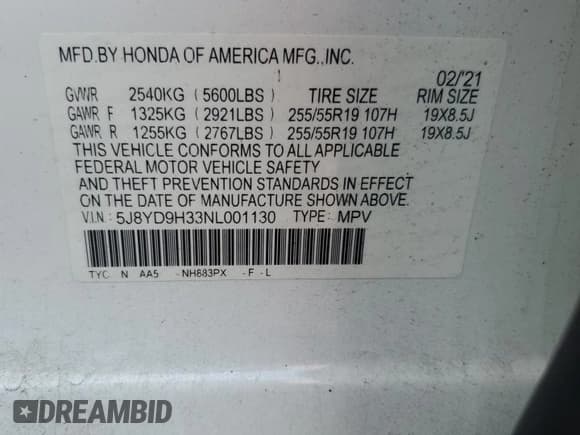 MFD.BY HONDA OF AMERICA MFG.,INC.
1 02/'21
GVWR 2540KG (5600LBS) TIRE SIZE RIM SIZE
GAWR F 1325KG (2921LBS) 255/55R19 107H 19X8.5J
GAWR R 1255KG (2767LBS) 255/55R19 107H 19X8.5J
THIS VEHICLE CONFORMS TO ALL APPLICABLE
FEDERAL MOTOR VEHICLE SAFETY
AND THEFT PREVENTION STANDARDS IN EFFECT
ON THE DATE OF MANUFACTURE SHOWN ABOVE.
V.I.N.: 5J8YD9H33NL001130 TYPE: MPV
TYC N AA5 -NH883PX -F -L
DREAMBID